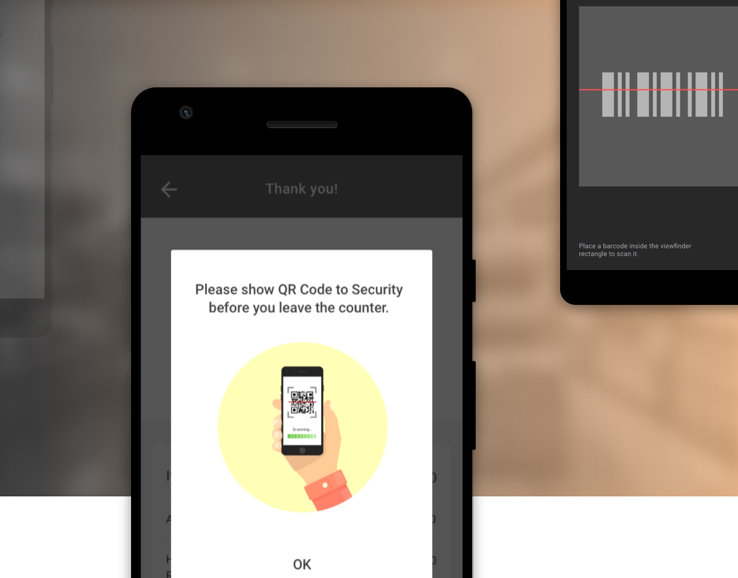 Thank you!
Please show QR Code to Security
before you leave the counter.
Scanning...
OK
Place a barcode inside the viewfinder
rectangle to scan it.